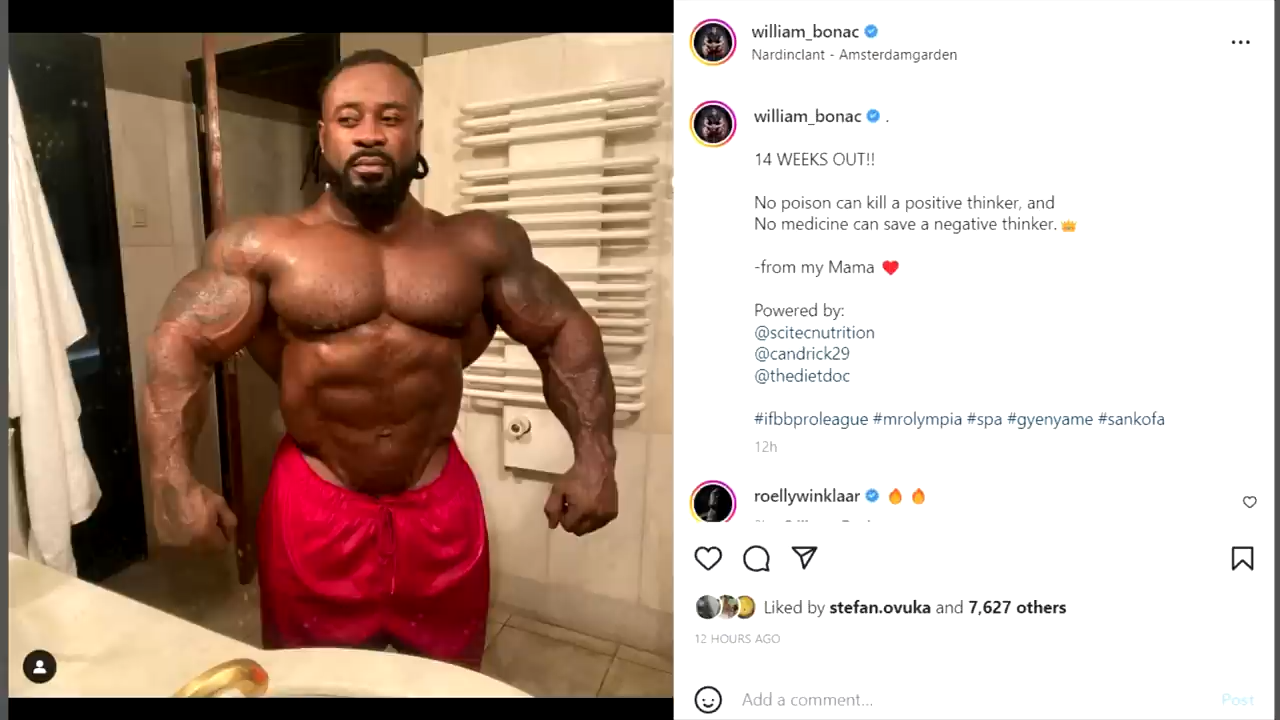 william_bonac
Nardinclant - Amsterdamgarden
william_bonac .
14 WEEKS OUT!!
No poison can kill a positive thinker, and
No medicine can save a negative thinker. 👑
-from my Mama ❤️
Powered by:
@scitecnutrition
@candrick29
@thedietdoc
#ifbbproleague #mrolympia #spa #gyenyame #sankofa
12h
roellywinklaar 🔥 🔥
Liked by stefan.ovuka and 7,627 others
12 HOURS AGO
Add a comment... Post